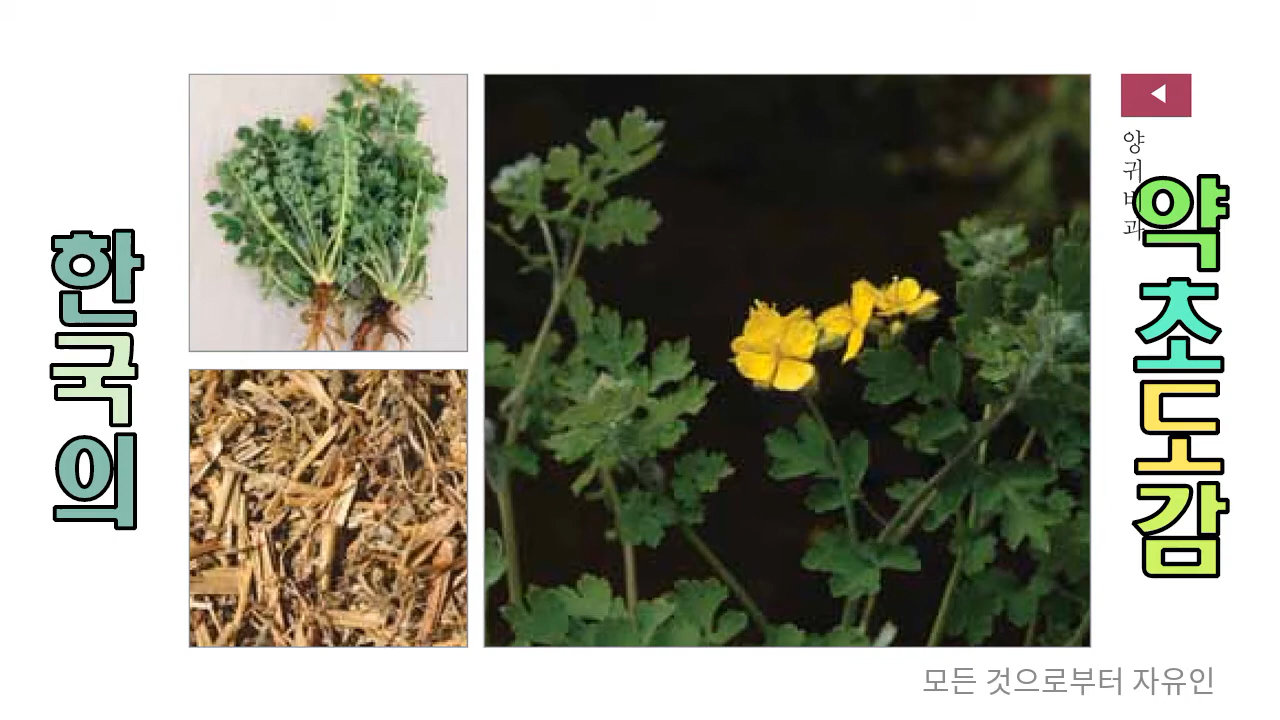 한국의
양귀비과
약초도감
모든 것으로부터 자유인